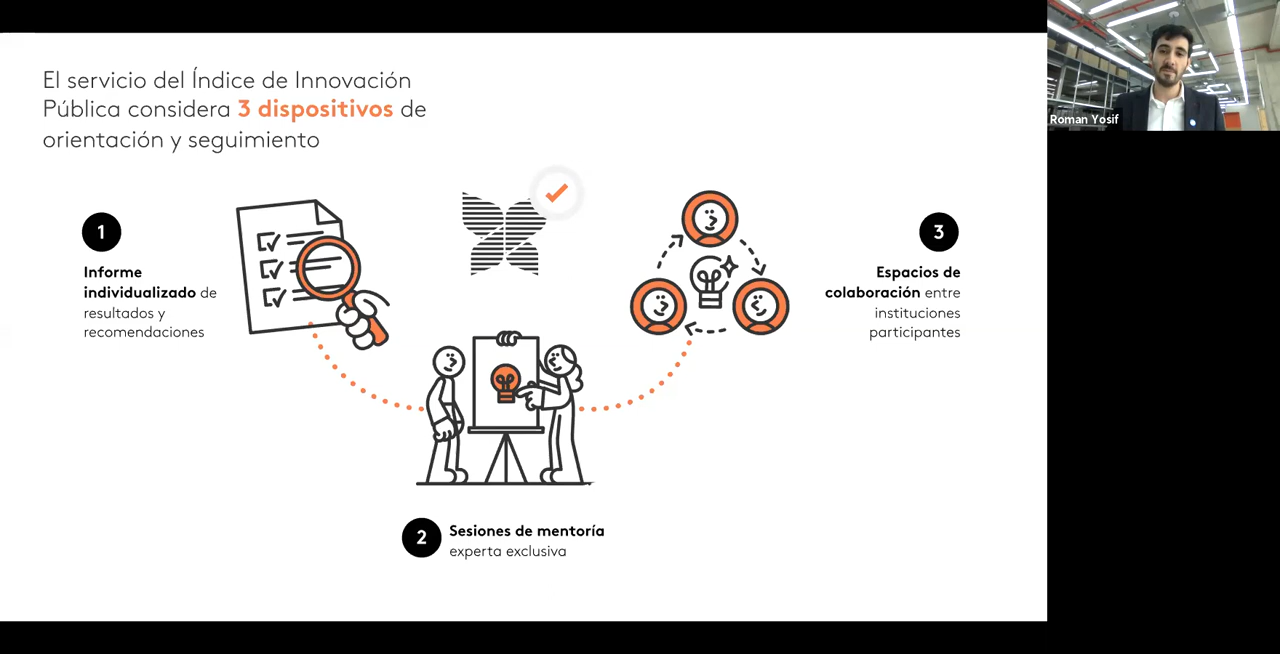 El servicio del Índice de Innovación
Pública considera 3 dispositivos de
orientación y seguimiento
1
Informe
individualizado de
resultados y
recomendaciones
2
Sesiones de mentoría
experta exclusiva
3
Espacios de
colaboración entre
instituciones
participantes
Roman Yosif